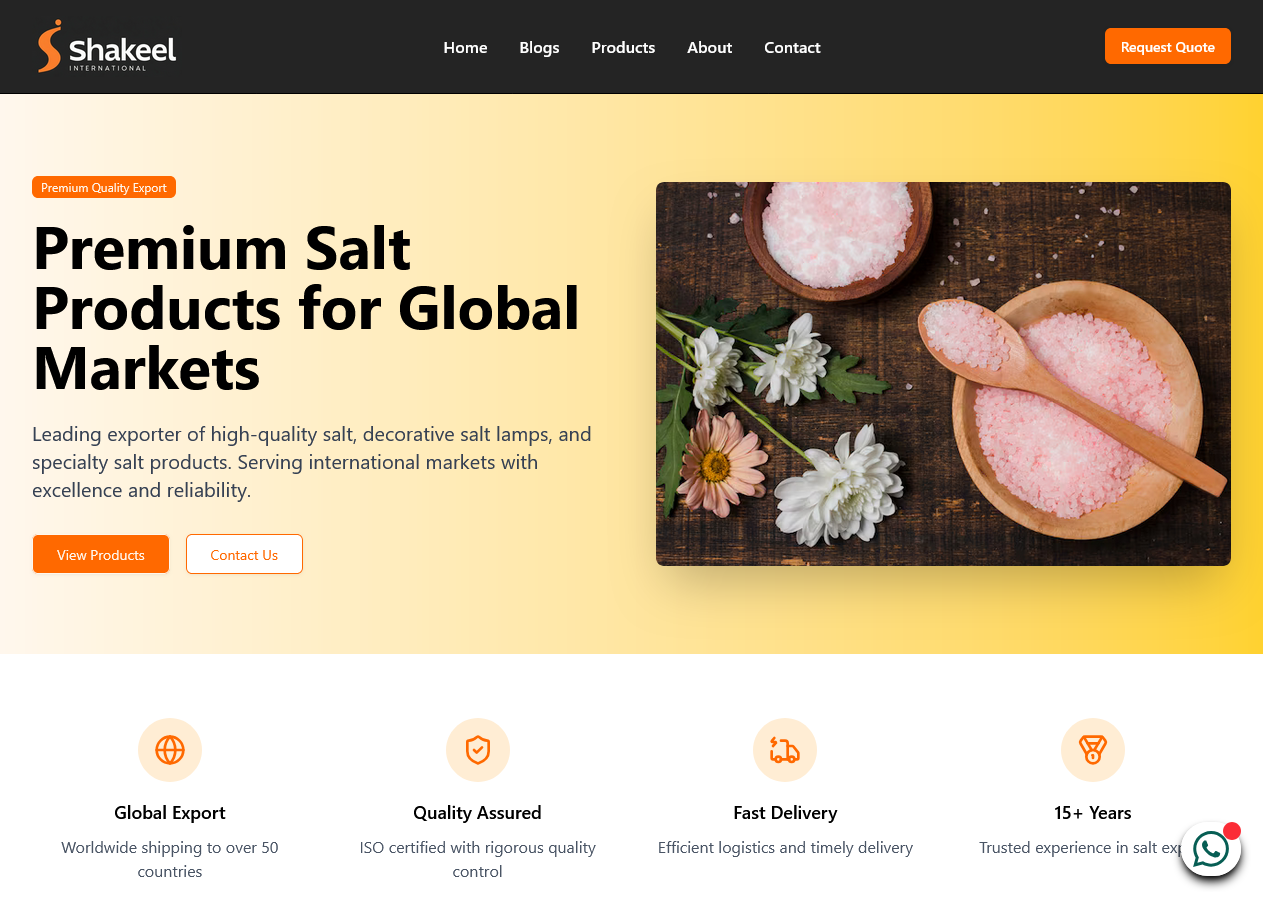 Shakeel
INTERNATIONAL
Home
Blogs
Products
About
Contact
Request Quote
Premium Quality Export
Premium Salt
Products for Global
Markets
Leading exporter of high-quality salt, decorative salt lamps, and
specialty salt products. Serving international markets with
excellence and reliability.
View Products
Contact Us
Global Export
Worldwide shipping to over 50
countries
Quality Assured
ISO certified with rigorous quality
control
Fast Delivery
Efficient logistics and timely delivery
15+ Years
Trusted experience in salt